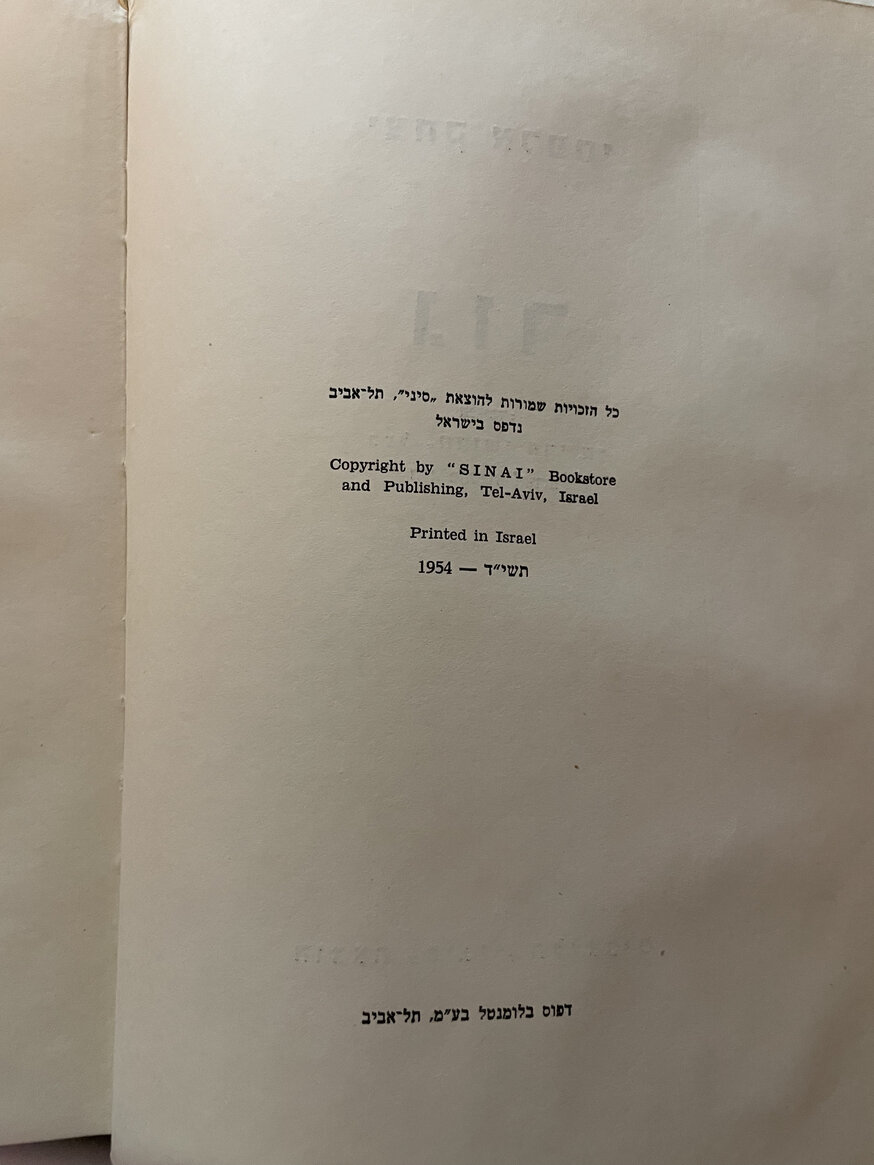 כל הזכויות שמורות להוצאת „סיני״, תל־אביב
נדפס בישראל
Copyright by "SINAI" Bookstore
and Publishing, Tel-Aviv, Israel
Printed in Israel
תשי״ד — 1954
דפוס בלומנטל בע״מ, תל־אביב